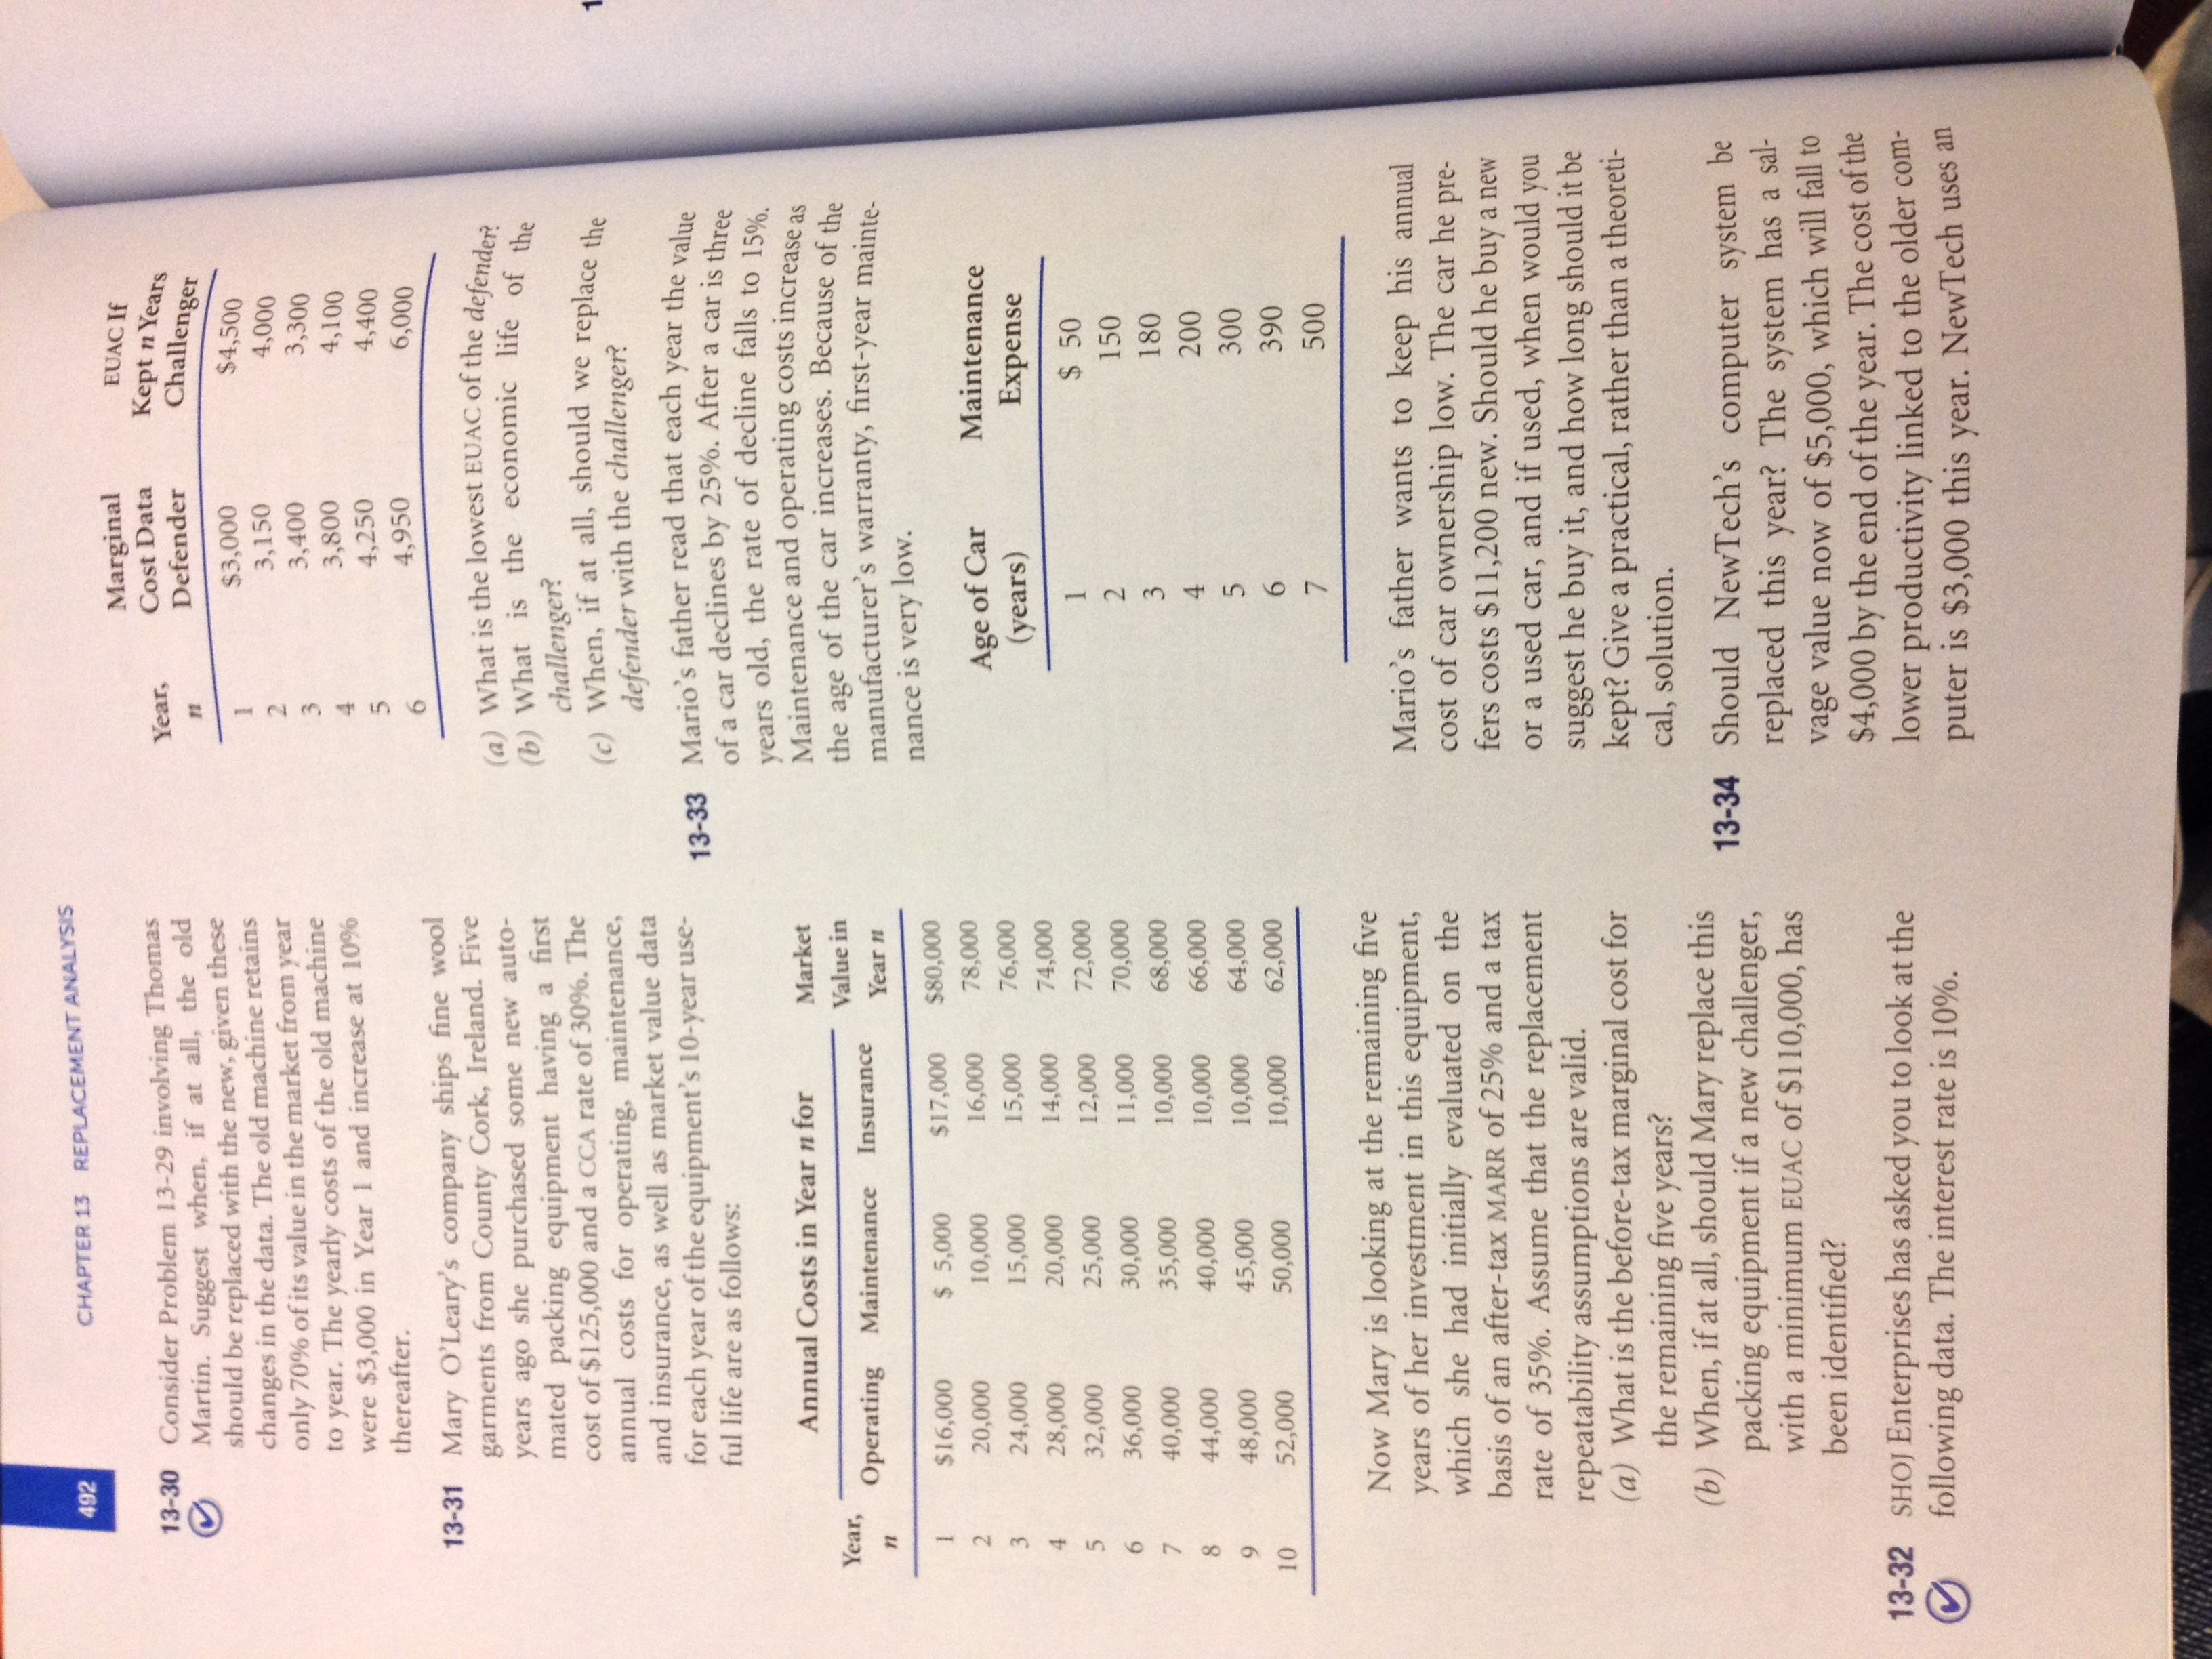 492
CHAPTER 13 REPLACEMENT ANALYSIS
13-30 Consider Problem 13-29 involving Thomas
Martin. Suggest when, if at all, the old
should be replaced with the new, given these
changes in the data. The old machine retains
only 70% of its value in the market from year
to year. The yearly costs of the old machine
were $3,000 in Year 1 and increase at 10%
thereafter.
13-31 Mary O'Leary's company ships fine wool
garments from County Cork, Ireland. Five
years ago she purchased some new auto-
mated packing equipment having a first
cost of $125,000 and a CCA rate of 30%. The
annual costs for operating, maintenance,
and insurance, as well as market value data
for each year of the equipment's 10-year use-
ful life are as follows:
Annual Costs in Year n for Market
Value in
Year, n Operating Maintenance Insurance Year n
1 $16,000 $ 5,000 $17,000 $80,000
2 20,000 10,000 16,000 78,000
3 24,000 15,000 15,000 76,000
4 28,000 20,000 14,000 74,000
5 32,000 25,000 12,000 72,000
6 36,000 30,000 11,000 70,000
7 40,000 35,000 10,000 68,000
8 44,000 40,000 10,000 66,000
9 48,000 45,000 10,000 64,000
10 52,000 50,000 10,000 62,000
Now Mary is looking at the remaining five
years of her investment in this equipment,
which she had initially evaluated on the
basis of an after-tax MARR of 25% and a tax
rate of 35%. Assume that the replacement
repeatability assumptions are valid.
(a) What is the before-tax marginal cost for
the remaining five years?
(b) When, if at all, should Mary replace this
packing equipment if a new challenger,
with a minimum EUAC of $110,000, has
been identified?
13-32 SHOJ Enterprises has asked you to look at the
following data. The interest rate is 10%.
Marginal EUAC If
Year, Cost Data Kept n Years
n Defender Challenger
1 $3,000 $4,500
2 3,150 4,000
3 3,400 3,300
4 3,800 4,100
5 4,250 4,400
6 4,950 6,000
(a) What is the lowest EUAC of the defender?
(b) What is the economic life of the
challenger?
(c) When, if at all, should we replace the
defender with the challenger?
13-33 Mario's father read that each year the value
of a car declines by 25%. After a car is three
years old, the rate of decline falls to 15%.
Maintenance and operating costs increase as
the age of the car increases. Because of the
manufacturer's warranty, first-year mainte-
nance is very low.
Age of Car Maintenance
(years) Expense
1 $ 50
2 150
3 180
4 200
5 300
6 390
7 500
Mario's father wants to keep his annual
cost of car ownership low. The car he pre-
fers costs $11,200 new. Should he buy a new
or a used car, and if used, when would you
suggest he buy it, and how long should it be
kept? Give a practical, rather than a theoreti-
cal, solution.
13-34 Should NewTech's computer system be
replaced this year? The system has a sal-
vage value now of $5,000, which will fall to
$4,000 by the end of the year. The cost of the
lower productivity linked to the older com-
puter is $3,000 this year. NewTech uses an
1